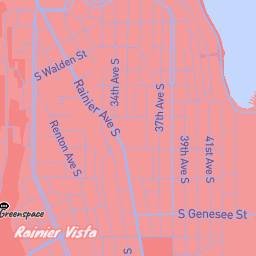 S Walden St
34th Ave S
Rainier Ave S
37th Ave S
Renton Ave S
39th Ave S
41st Ave S
Greenspace
S Genesee St
Rainier Vista
S